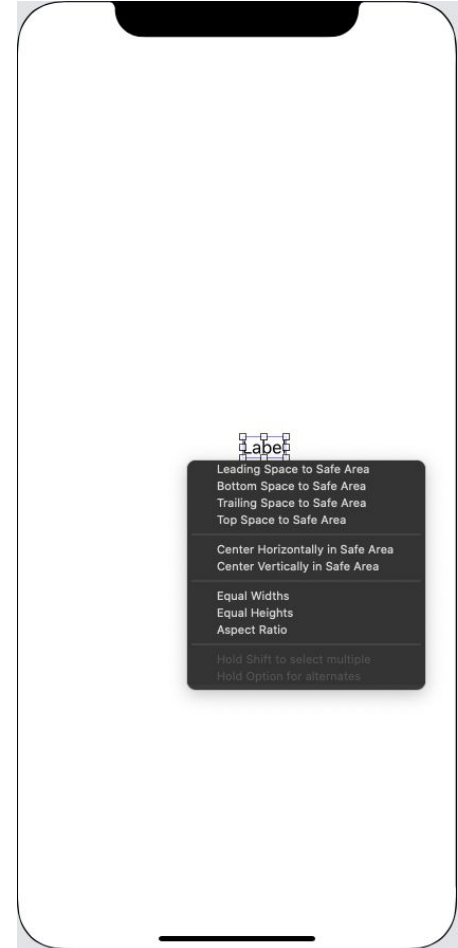 Label
Leading Space to Safe Area
Bottom Space to Safe Area
Trailing Space to Safe Area
Top Space to Safe Area
Center Horizontally in Safe Area
Center Vertically in Safe Area
Equal Widths
Equal Heights
Aspect Ratio
Hold Shift to select multiple
Hold Option for alternates